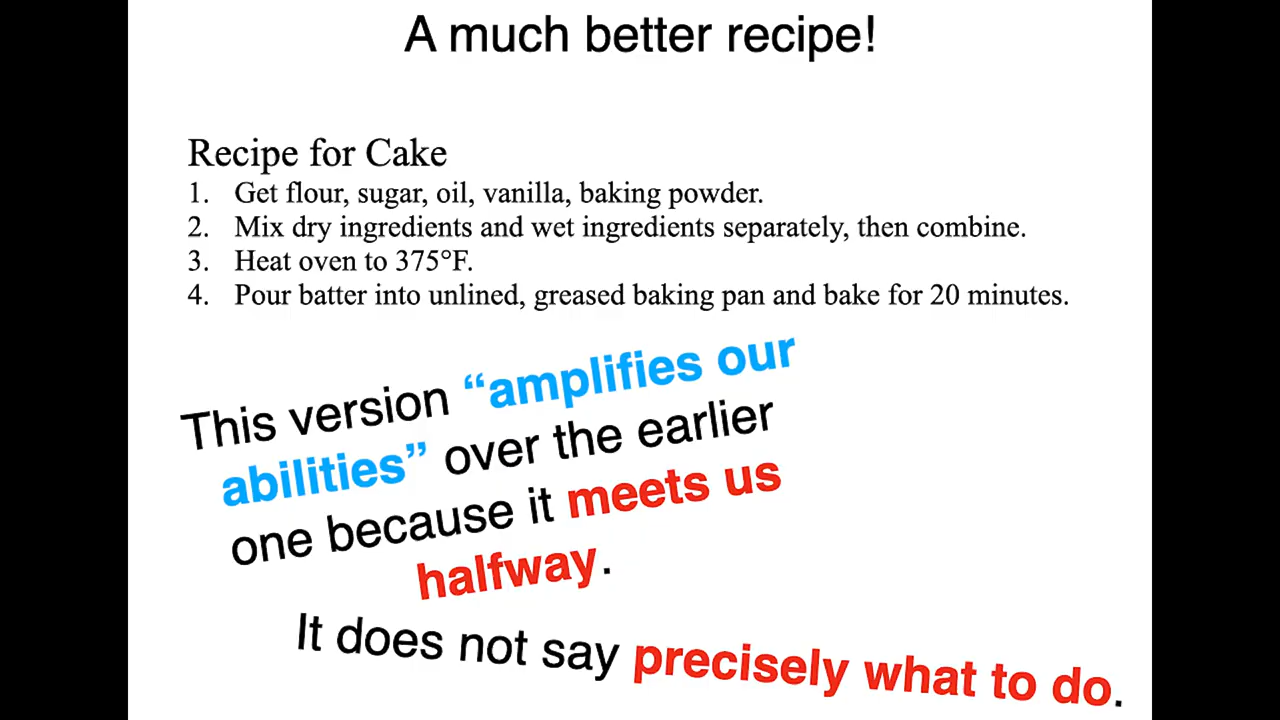 A much better recipe!
Recipe for Cake
1. Get flour, sugar, oil, vanilla, baking powder.
2. Mix dry ingredients and wet ingredients separately, then combine.
3. Heat oven to 375°F.
4. Pour batter into unlined, greased baking pan and bake for 20 minutes.
This version “amplifies our
abilities” over the earlier
one because it meets us
halfway.
It does not say precisely what to do.